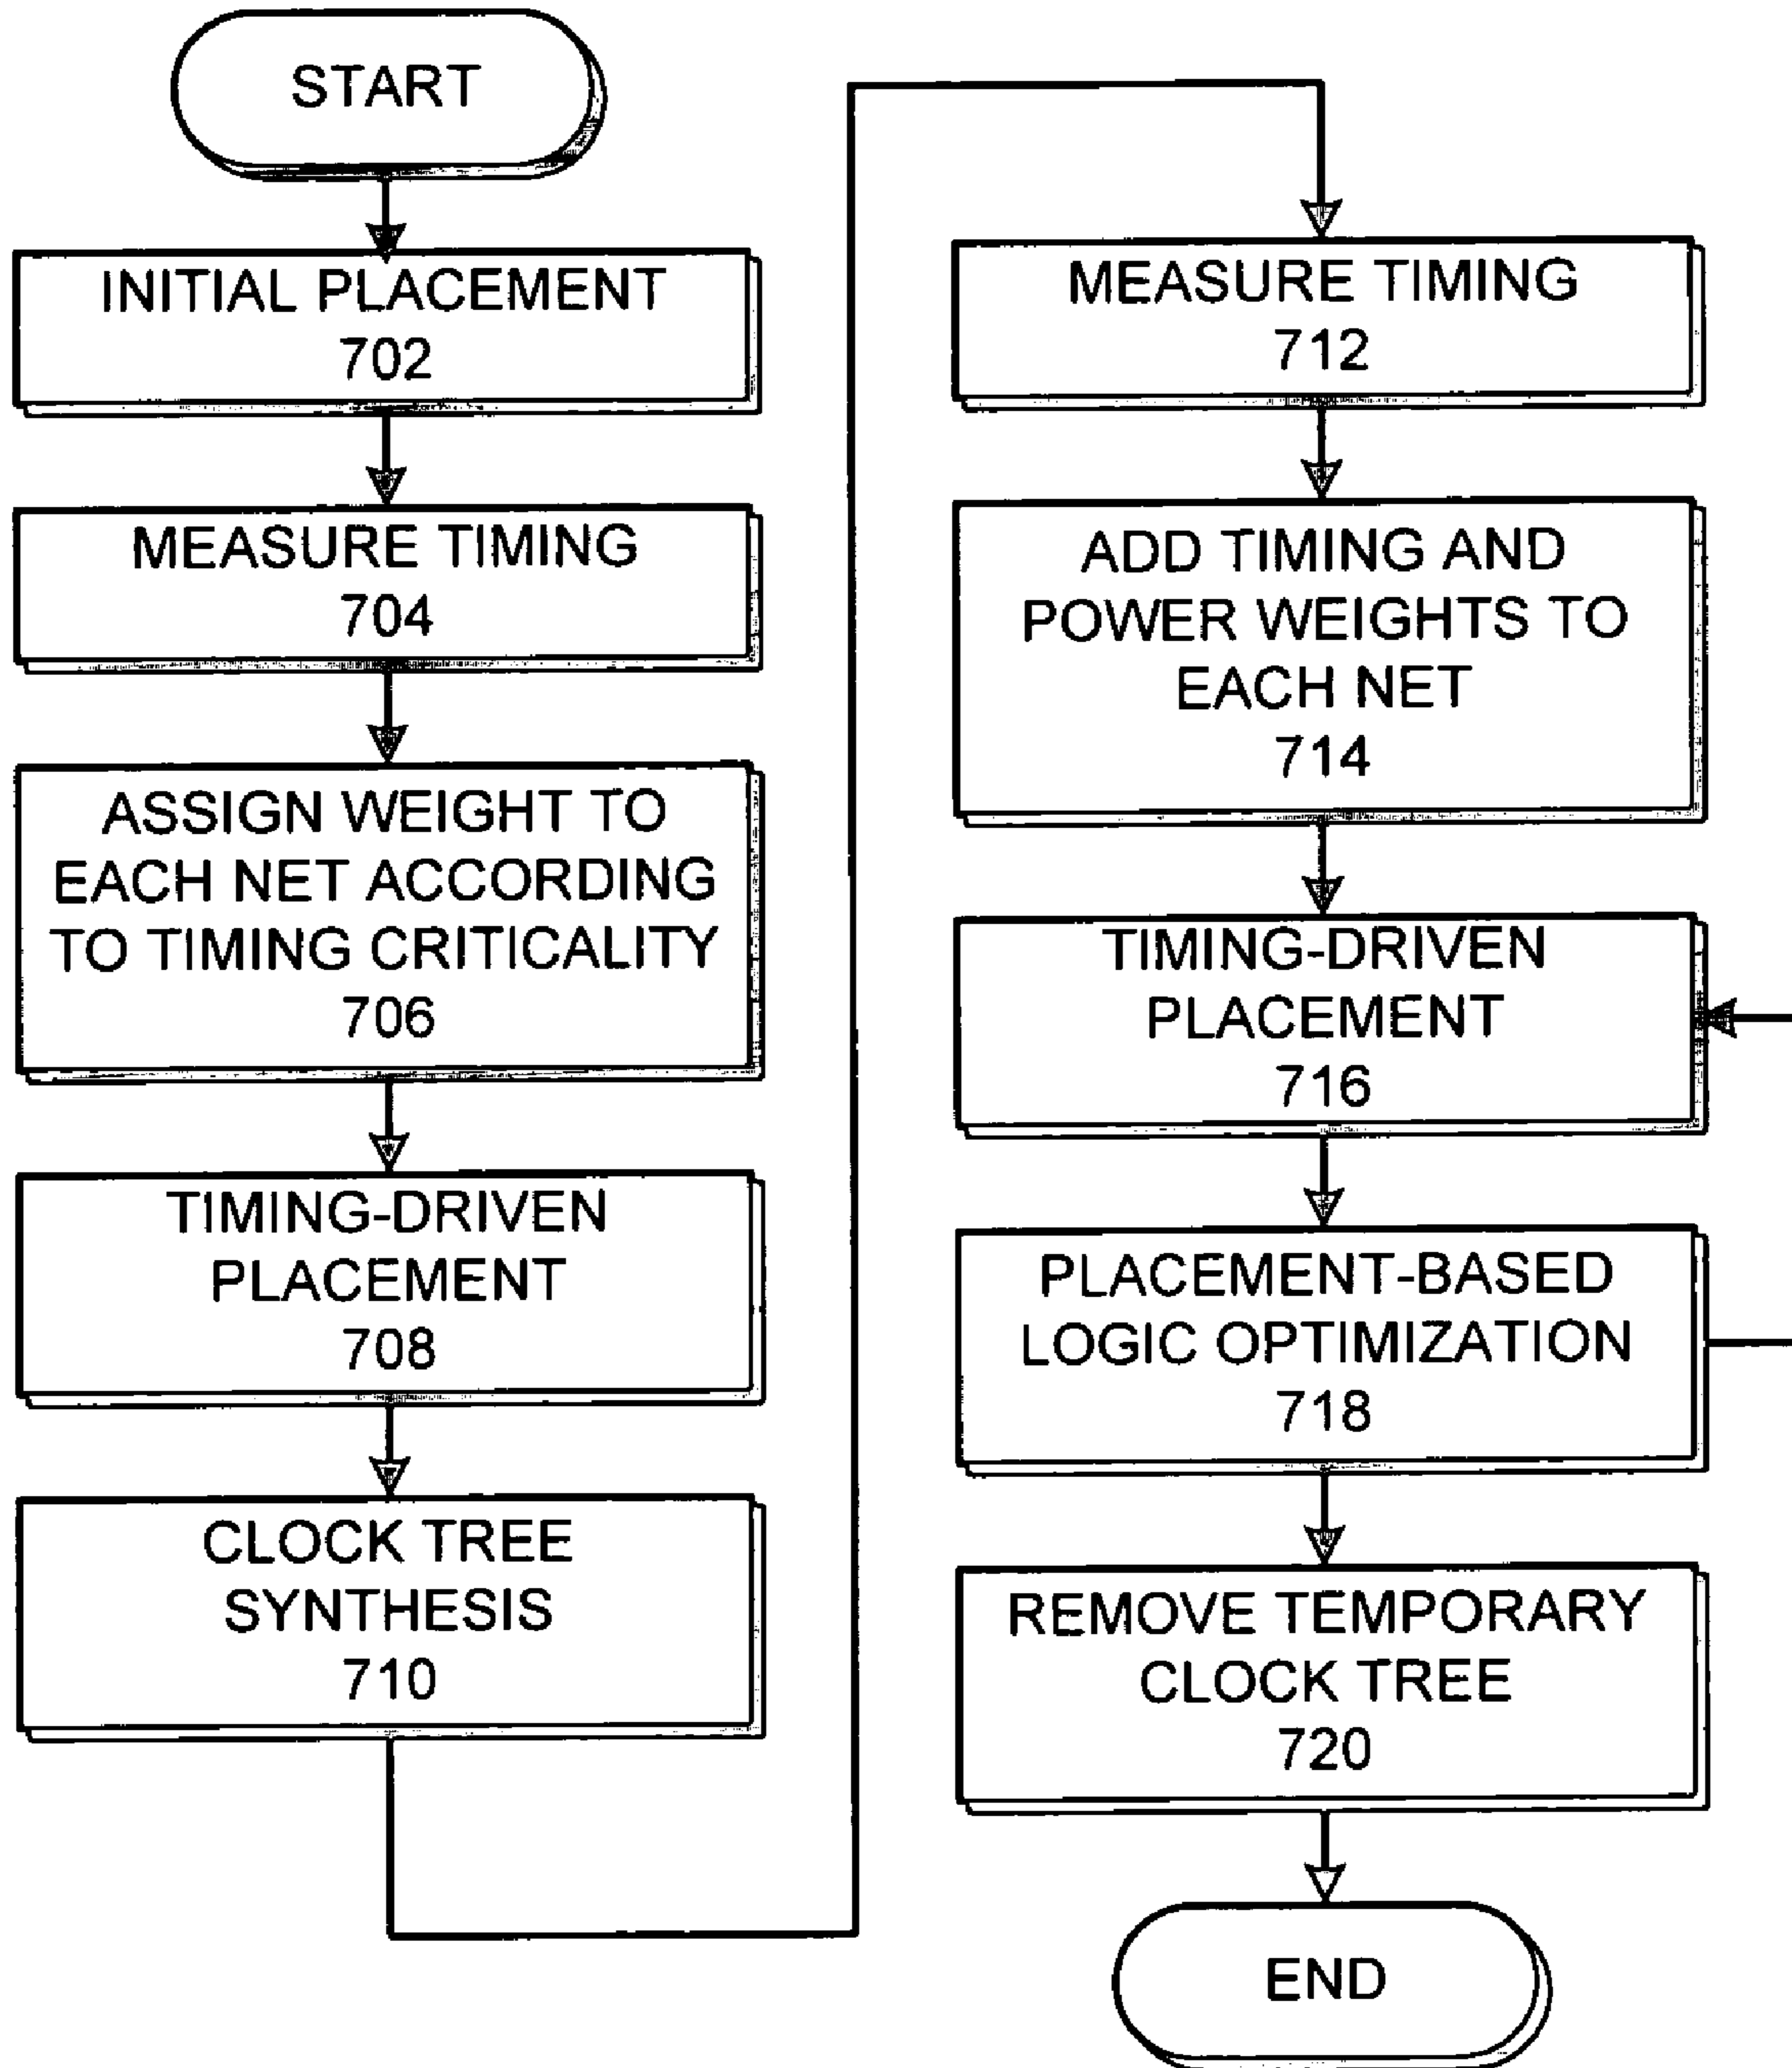 START
INITIAL PLACEMENT
702
MEASURE TIMING
704
ASSIGN WEIGHT TO
EACH NET ACCORDING
TO TIMING CRITICALITY
706
TIMING-DRIVEN
PLACEMENT
708
CLOCK TREE
SYNTHESIS
710
MEASURE TIMING
712
ADD TIMING AND
POWER WEIGHTS TO
EACH NET
714
TIMING-DRIVEN
PLACEMENT
716
PLACEMENT-BASED
LOGIC OPTIMIZATION
718
REMOVE TEMPORARY
CLOCK TREE
720
END